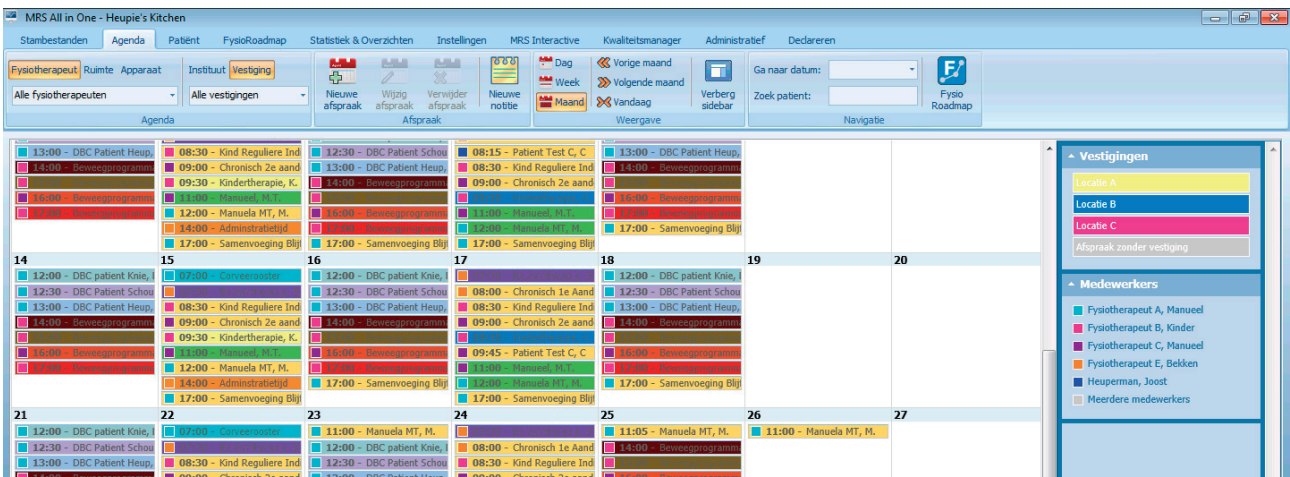 MRS All in One - Heupie's Kitchen
Stambestanden Agenda Patiënt FysioRoadmap Statistiek & Overzichten Instellingen MRS Interactive Kwaliteitsmanager Administratief Declareren
Fysiotherapeut Ruimte Apparaat Instituut Vestiging
Alle fysiotherapeuten Alle vestigingen
Agenda
Nieuwe afspraak
Wijzig afspraak
Verwijder afspraak
Nieuwe notitie
Afspraak
Dag
Week
Maand
Vorige maand
Volgende maand
Vandaag
Verberg sidebar
Weergave
Ga naar datum:
Zoek patient:
Fysio Roadmap
Navigatie
13:00 - DBC Patient Heup,
14:00 - Beweegprogramma
16:00 - Beweegprogramma
17:00 -
08:30 - Kind Reguliere Ind
09:00 - Chronisch 2e aand
09:30 - Kindertherapie, K.
11:00 - Manueel, M.T.
12:00 - Manuela MT, M.
14:00 - Adminstratietijd
17:00 - Samenvoeging Blijf
12:30 - DBC Patient Schou
13:00 - DBC Patient Heup,
14:00 - Beweegprogramma
16:00 - Beweegprogramma
17:00 - Samenvoeging Blijf
08:15 - Patient Test C, C
08:30 - Kind Reguliere Ind
09:00 - Chronisch 2e aand
11:00 - Manueel, M.T.
12:00 - Manuela MT, M.
17:00 - Samenvoeging Blijf
13:00 - DBC Patient Heup,
14:00 - Beweegprogramma
16:00 - Beweegprogramma
17:00 - Samenvoeging Blijf
14 15 16 17 18 19 20
12:00 - DBC patient Knie, I
12:30 - DBC Patient Schou
13:00 - DBC Patient Heup,
14:00 - Beweegprogramma
16:00 - Beweegprogramma
07:00 - Corveerooster
08:30 - Kind Reguliere Ind
09:00 - Chronisch 2e aand
09:30 - Kindertherapie, K.
11:00 - Manueel, M.T.
12:00 - Manuela MT, M.
14:00 - Adminstratietijd
17:00 - Samenvoeging Blijf
12:00 - DBC patient Knie, I
12:30 - DBC Patient Schou
13:00 - DBC Patient Heup,
14:00 - Beweegprogramma
16:00 - Beweegprogramma
17:00 - Samenvoeging Blijf
08:00 - Chronisch 1e Aand
08:30 - Kind Reguliere Ind
09:00 - Chronisch 2e aand
09:45 - Patient Test C, C
11:00 - Manueel, M.T.
12:00 - Manuela MT, M.
17:00 - Samenvoeging Blijf
12:00 - DBC patient Knie, I
12:30 - DBC Patient Schou
13:00 - DBC Patient Heup,
14:00 - Beweegprogramma
16:00 - Beweegprogramma
17:00 - Samenvoeging Blijf
21 22 23 24 25 26 27
12:00 - DBC patient Knie, I
12:30 - DBC Patient Schou
13:00 - DBC Patient Heup,
07:00 - Corveerooster
08:30 - Kind Reguliere Ind
11:00 - Manuela MT, M.
12:00 - DBC patient Knie, I
12:30 - DBC Patient Schou
08:00 - Chronisch 1e Aand
08:30 - Kind Reguliere Ind
11:05 - Manuela MT, M.
14:00 - Beweegprogramma
11:00 - Manuela MT, M.
Vestigingen
Locatie A
Locatie B
Locatie C
Afspraak zonder vestiging
Medewerkers
Fysiotherapeut A, Manueel
Fysiotherapeut B, Kinder
Fysiotherapeut C, Manueel
Fysiotherapeut E, Bekken
Heuperman, Joost
Meerdere medewerkers